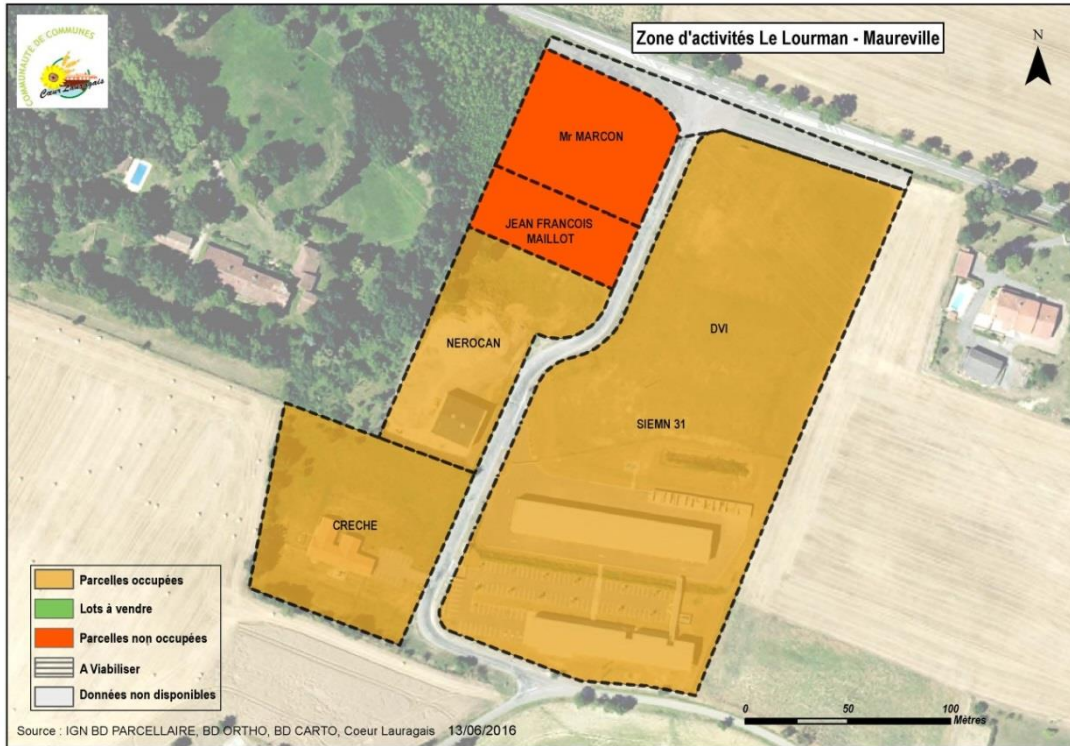 COMMUNAUTÉ DE COMMUNES
Cœur Lauragais
Zone d'activités Le Lourman - Maureville
N
Mr MARCON
JEAN FRANCOIS
MAILLOT
NEROCAN
DVI
SIEMN 31
CRECHE
Parcelles occupées
Lots à vendre
Parcelles non occupées
A Viabiliser
Données non disponibles
0 50 100
Mètres
Source : IGN BD PARCELLAIRE, BD ORTHO, BD CARTO, Coeur Lauragais 13/06/2016